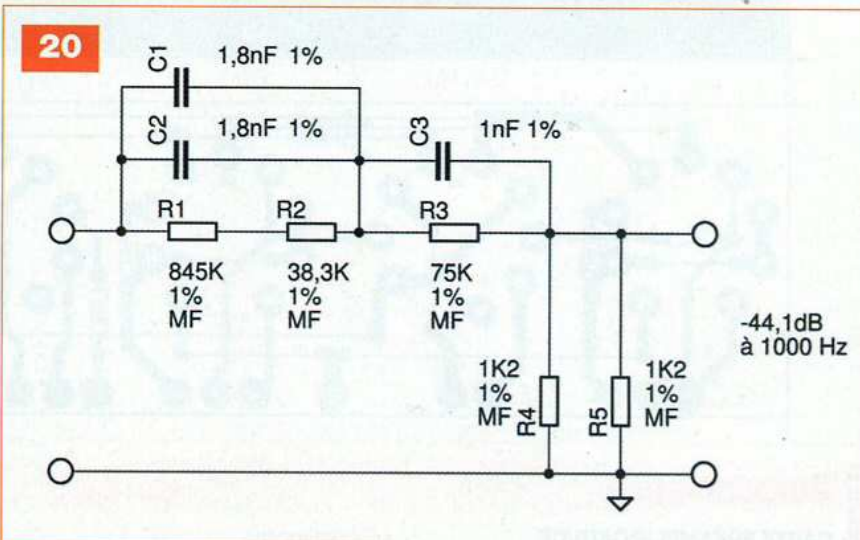 20
C1
1,8nF 1%
C2
1,8nF 1%
C3
1nF 1%
R1
R2
R3
845K
1%
MF
38,3K
1%
MF
75K
1%
MF
-44,1dB
à 1000 Hz
1K2
1%
MF
R4
1K2
1%
MF
R5